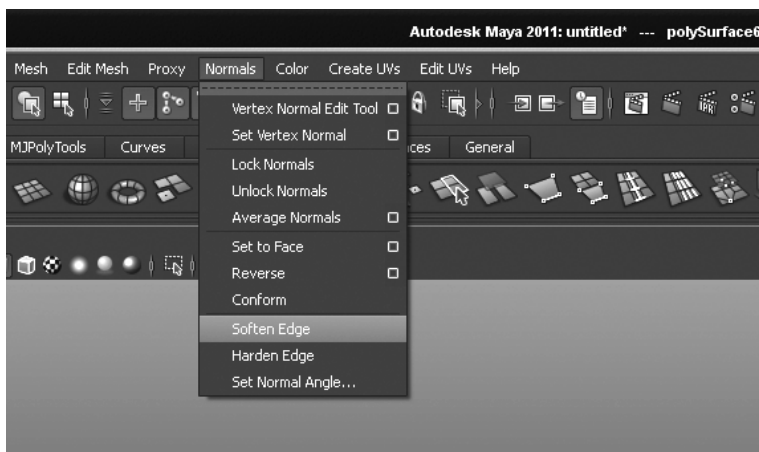 Autodesk Maya 2011: untitled* --- polySurface6
Mesh Edit Mesh Proxy Normals Color Create UVs Edit UVs Help
Vertex Normal Edit Tool
Set Vertex Normal
IPR
MJPolyTools Curves ces General
Lock Normals
Unlock Normals
Average Normals
Set to Face
Reverse
Conform
Soften Edge
Harden Edge
Set Normal Angle...